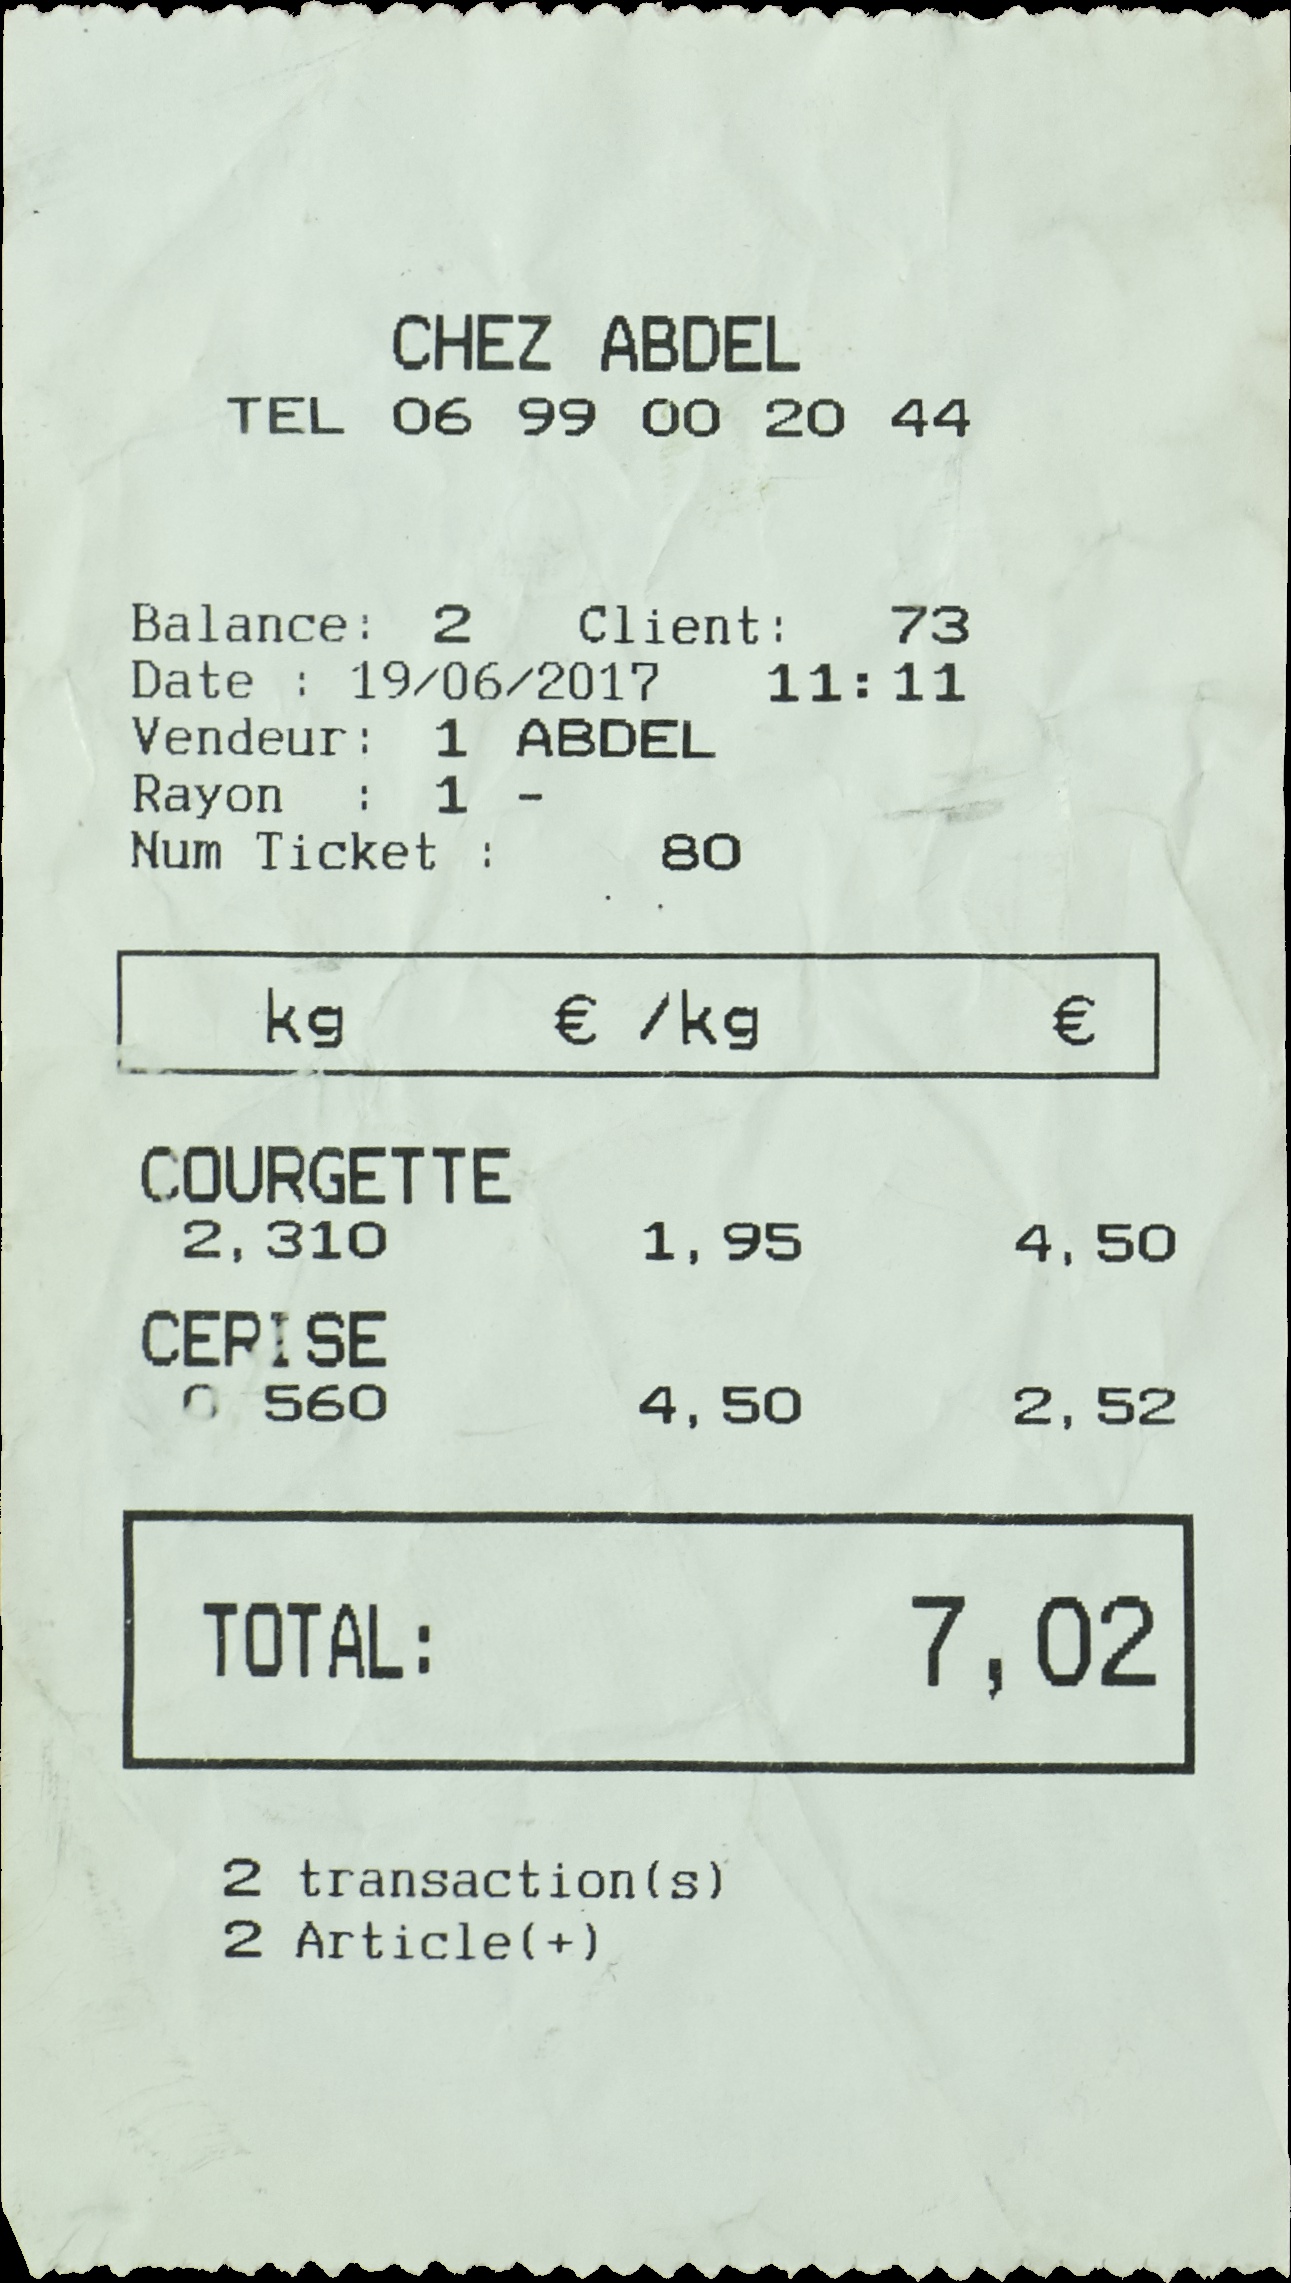 CHEZ ABDEL
TEL 06 99 00 20 44
Balance: 2 Client: 73
Date : 19/06/2017 11:11
Vendeur: 1 ABDEL
Rayon : 1 -
Num Ticket : 80
kg € /kg €
COURGETTE
2,310 1,95 4,50
CERISE
0 560 4,50 2,52
TOTAL: 7,02
2 transaction(s)
2 Article(+)